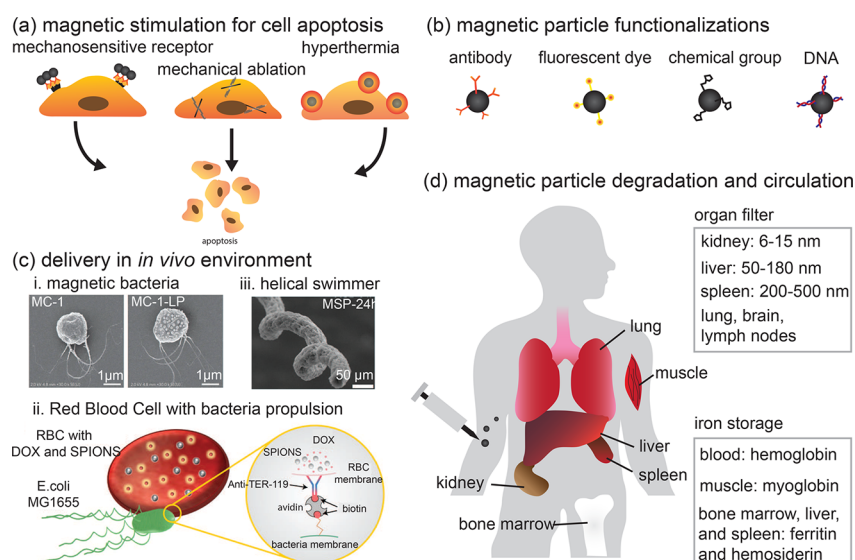 (a) magnetic stimulation for cell apoptosis
mechanosensitive receptor
hyperthermia
mechanical ablation
apoptosis
(b) magnetic particle functionalizations
antibody
fluorescent dye
chemical group
DNA
(c) delivery in in vivo environment
i. magnetic bacteria
MC-1
1µm
MC-1-LP
1µm
iii. helical swimmer
MSP-24h
50 µm
ii. Red Blood Cell with bacteria propulsion
RBC with
DOX and SPIONS
E.coli
MG1655
DOX
SPIONS
RBC
membrane
Anti-TER-119
avidin
biotin
bacteria membrane
(d) magnetic particle degradation and circulation
organ filter
kidney: 6-15 nm
liver: 50-180 nm
spleen: 200-500 nm
lung, brain,
lymph nodes
lung
muscle
liver
spleen
kidney
bone marrow
iron storage
blood: hemoglobin
muscle: myoglobin
bone marrow, liver,
and spleen: ferritin
and hemosiderin